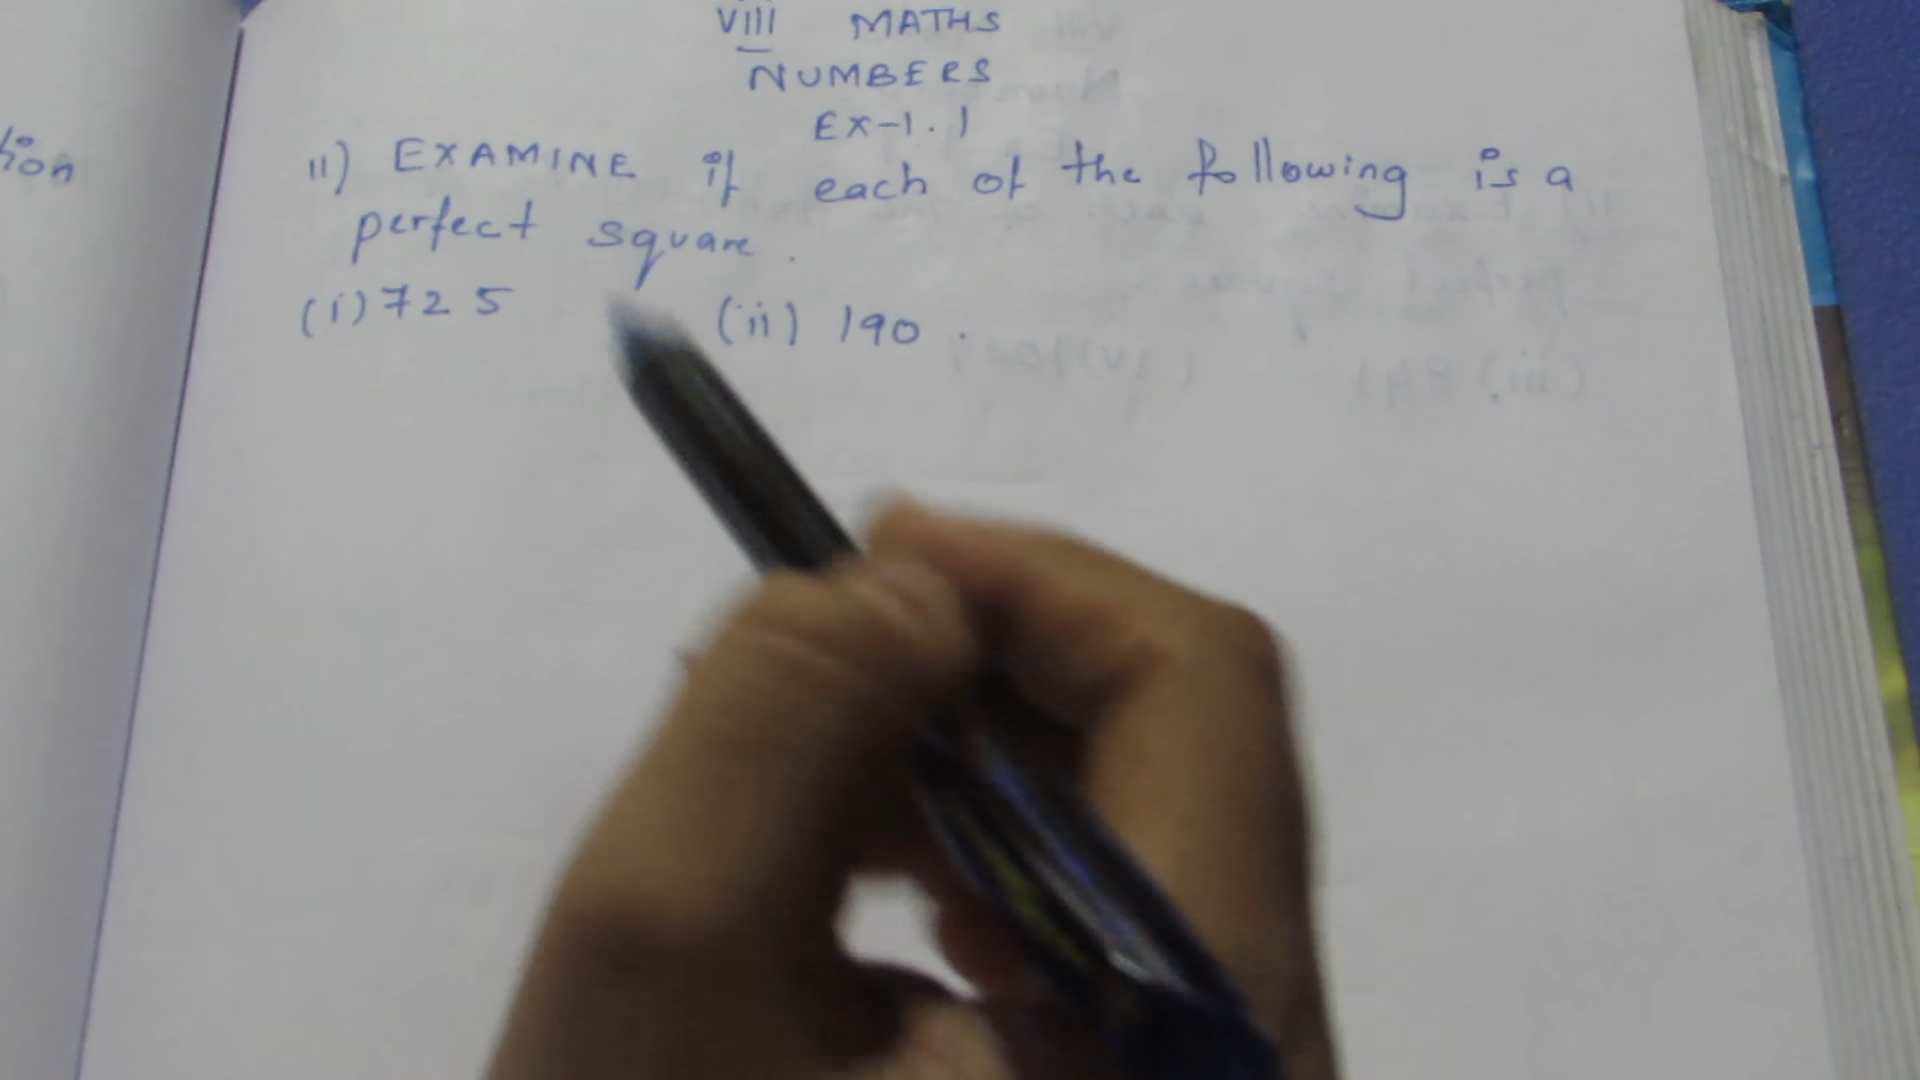 VIII MATHS
NUMBERS
Ex-1.1
tion
11) EXAMINE if each of the following is a
perfect square.
(i) 725 (ii) 190.